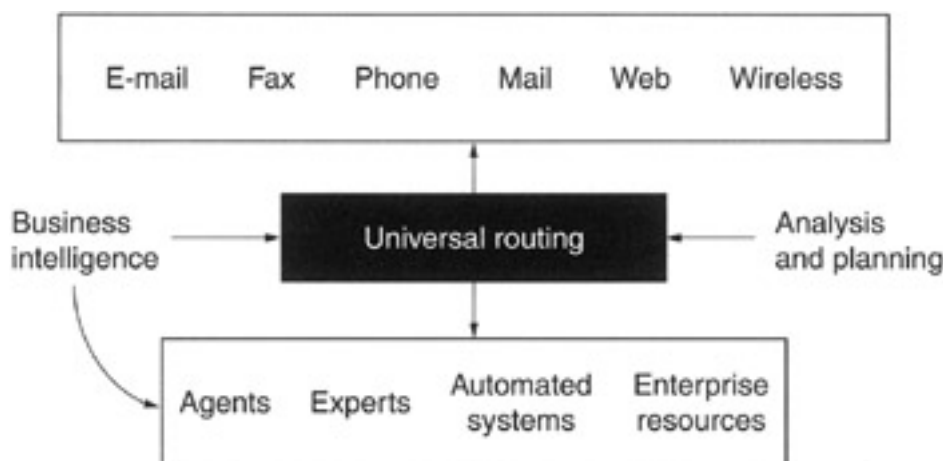 E-mail Fax Phone Mail Web Wireless
Business
intelligence
Universal routing
Analysis
and planning
Agents Experts Automated
systems
Enterprise
resources